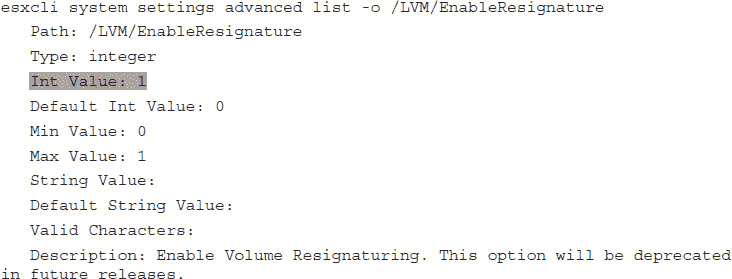 esxcli system settings advanced list -o /LVM/EnableResignature
Path: /LVM/EnableResignature
Type: integer
Int Value: 1
Default Int Value: 0
Min Value: 0
Max Value: 1
String Value:
Default String Value:
Valid Characters:
Description: Enable Volume Resignaturing. This option will be deprecated
in future releases.